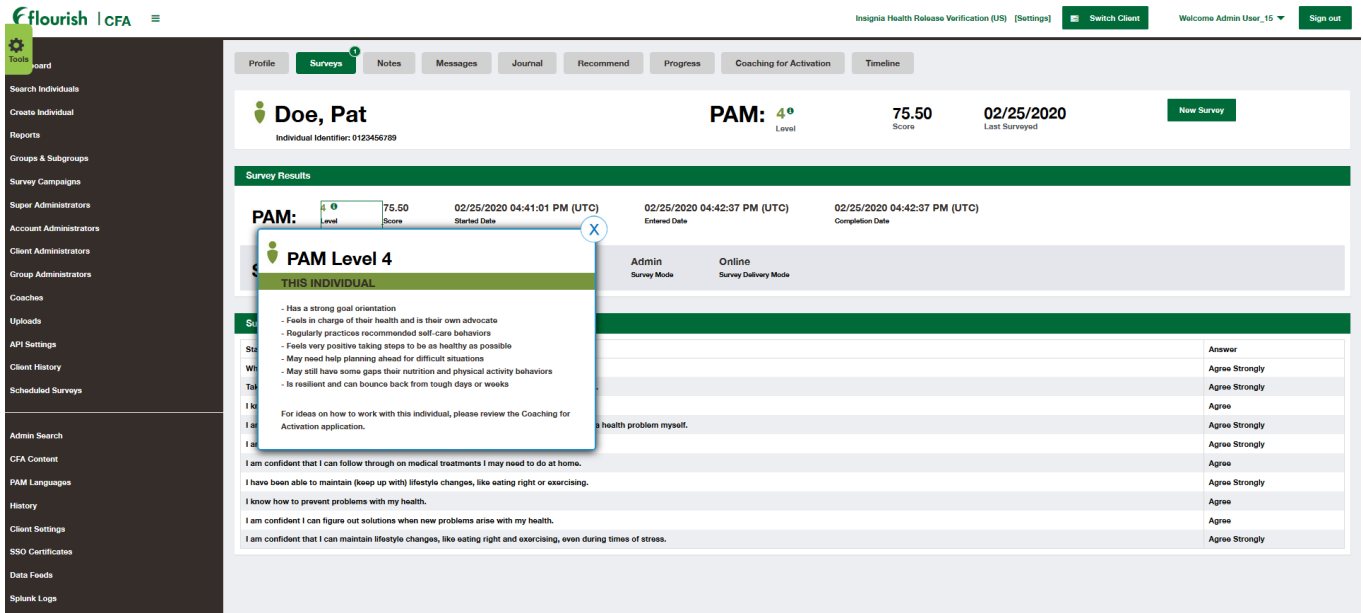 flourish | CFA
Insignia Health Release Verification (US) [Settings]
Switch Client
Welcome Admin User_15
Sign out
Tools
board
Search Individuals
Create Individual
Reports
Groups & Subgroups
Survey Campaigns
Super Administrators
Account Administrators
Client Administrators
Group Administrators
Coaches
Uploads
API Settings
Client History
Scheduled Surveys
Admin Search
CFA Content
PAM Languages
History
Client Settings
SSO Certificates
Data Feeds
Splunk Logs
Profile
Surveys
1
Notes
Messages
Journal
Recommend
Progress
Coaching for Activation
Timeline
Doe, Pat
Individual Identifier: 0123456789
PAM: 4
Level
75.50
Score
02/25/2020
Last Surveyed
New Survey
Survey Results
PAM:
4
Level
75.50
Score
02/25/2020 04:41:01 PM (UTC)
Started Date
02/25/2020 04:42:37 PM (UTC)
Entered Date
02/25/2020 04:42:37 PM (UTC)
Completion Date
Admin
Survey Mode
Online
Survey Delivery Mode
X
PAM Level 4
THIS INDIVIDUAL
- Has a strong goal orientation
- Feels in charge of their health and is their own advocate
- Regularly practices recommended self-care behaviors
- Feels very positive taking steps to be as healthy as possible
- May need help planning ahead for difficult situations
- May still have some gaps their nutrition and physical activity behaviors
- Is resilient and can bounce back from tough days or weeks
For ideas on how to work with this individual, please review the Coaching for
Activation application.
Answer
Agree Strongly
Agree Strongly
Agree
a health problem myself. Agree Strongly
Agree Strongly
I am confident that I can follow through on medical treatments I may need to do at home. Agree
I have been able to maintain (keep up with) lifestyle changes, like eating right or exercising. Agree Strongly
I know how to prevent problems with my health. Agree
I am confident I can figure out solutions when new problems arise with my health. Agree
I am confident that I can maintain lifestyle changes, like eating right and exercising, even during times of stress. Agree Strongly